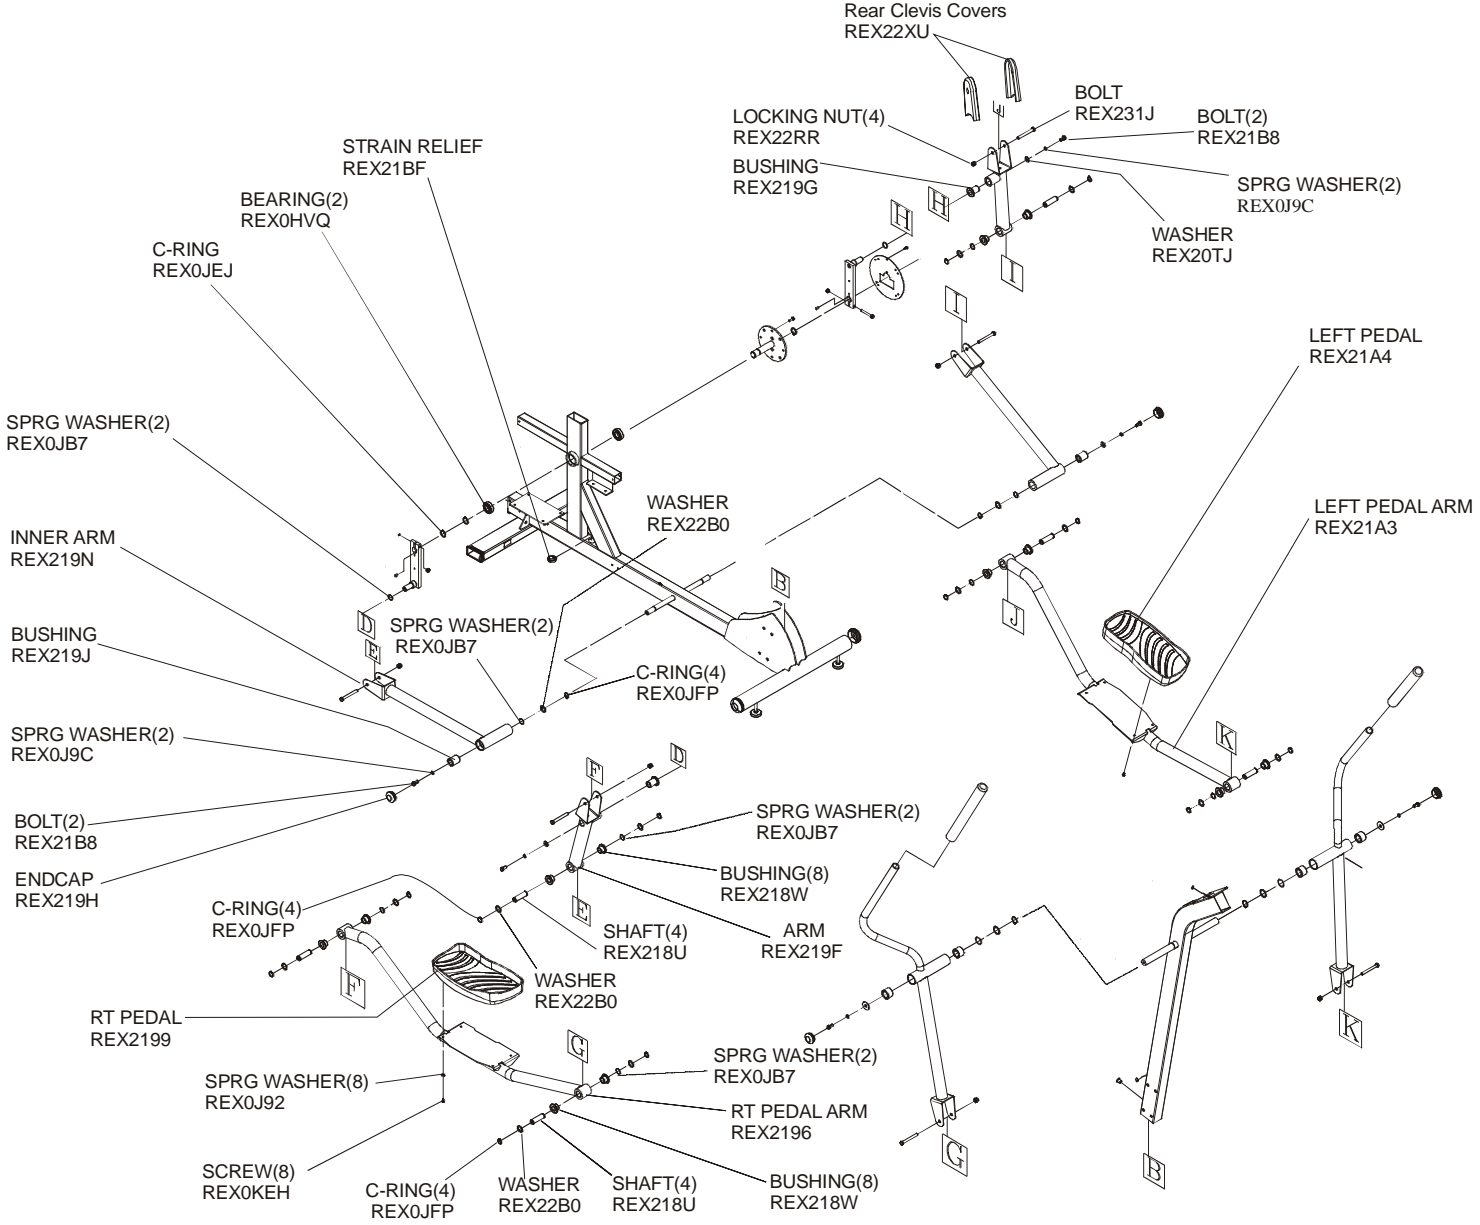 Rear Clevis Covers
REX22XU
BOLT
REX231J
LOCKING NUT(4)
REX22RR
BOLT(2)
REX21B8
STRAIN RELIEF
REX21BF
BUSHING
REX219G
SPRG WASHER(2)
REX0J9C
BEARING(2)
REX0HVQ
WASHER
REX20TJ
C-RING
REX0JEJ
J
H
H
I
I
LEFT PEDAL
REX21A4
SPRG WASHER(2)
REX0JB7
WASHER
REX22B0
LEFT PEDAL ARM
REX21A3
INNER ARM
REX219N
B
D
E
J
BUSHING
REX219J
SPRG WASHER(2)
REX0JB7
C-RING(4)
REX0JFP
SPRG WASHER(2)
REX0J9C
K
F
D
BOLT(2)
REX21B8
SPRG WASHER(2)
REX0JB7
ENDCAP
REX219H
BUSHING(8)
REX218W
C-RING(4)
REX0JFP
E
SHAFT(4)
REX218U
ARM
REX219F
F
WASHER
REX22B0
RT PEDAL
REX2199
K
G
SPRG WASHER(8)
REX0J92
SPRG WASHER(2)
REX0JB7
RT PEDAL ARM
REX2196
G
B
SCREW(8)
REX0KEH
C-RING(4)
REX0JFP
WASHER
REX22B0
SHAFT(4)
REX218U
BUSHING(8)
REX218W